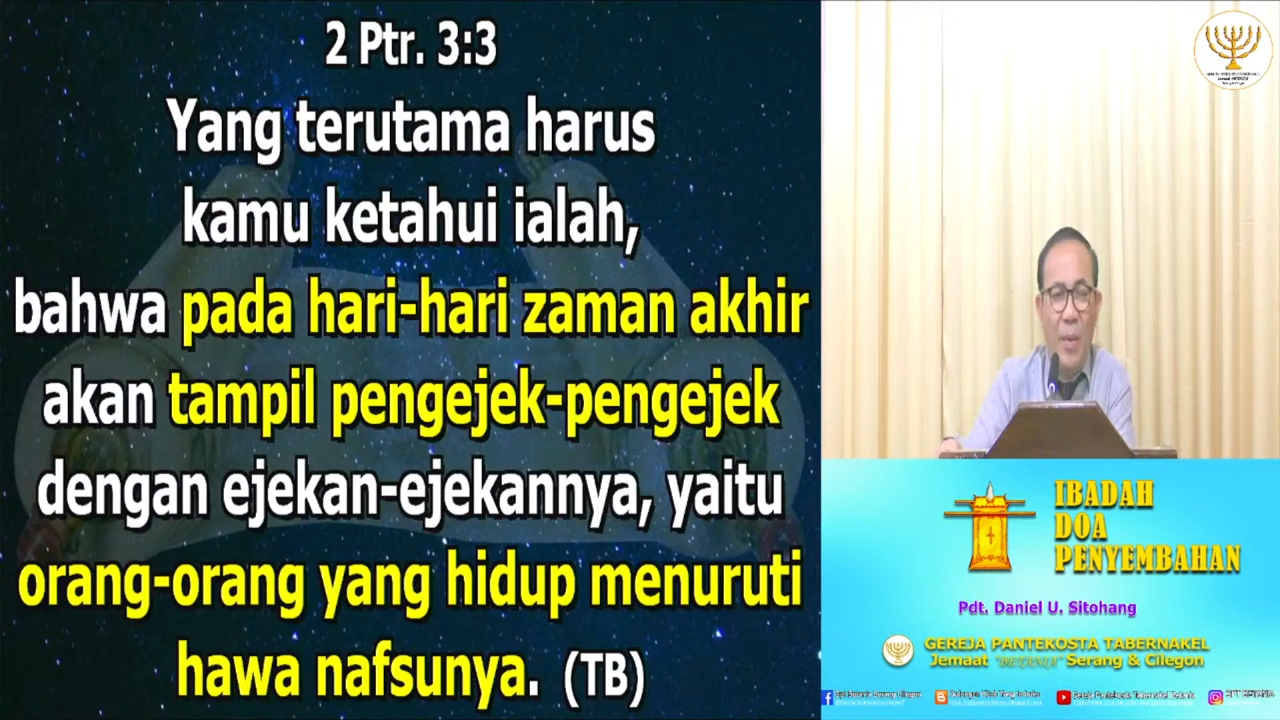 2 Ptr. 3:3
Yang terutama harus
kamu ketahui ialah,
bahwa pada hari-hari zaman akhir
akan tampil pengejek-pengejek
dengan ejekan-ejekannya, yaitu
orang-orang yang hidup menuruti
hawa nafsunya. (TB)
IBADAH
DOA
PENYEMBAHAN
Pdt. Daniel U. Sitohang
GEREJA PANTEKOSTA TABERNAKEL
Jemaat "BETANIA" Serang & Cilegon